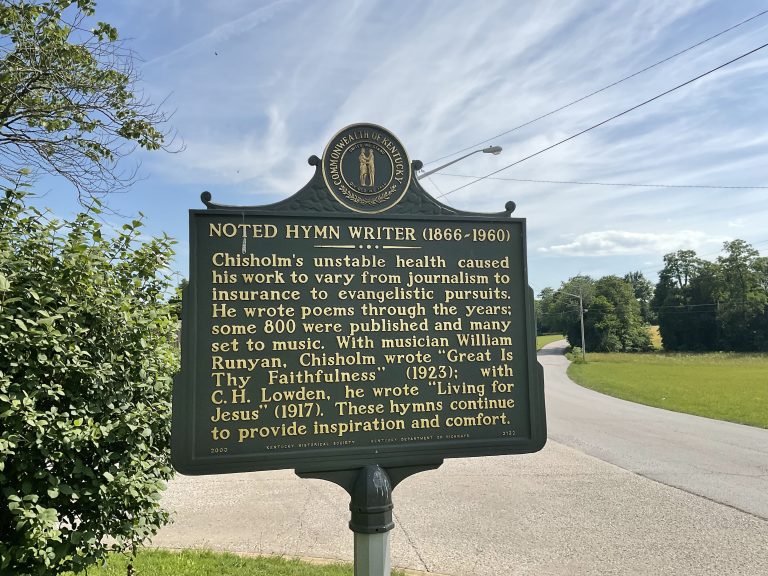 COMMONWEALTH OF KENTUCKY
NOTED HYMN WRITER (1866-1960)
Chisholm's unstable health caused
his work to vary from journalism to
insurance to evangelistic pursuits.
He wrote poems through the years;
some 800 were published and many
set to music. With musician William
Runyan, Chisholm wrote "Great Is
Thy Faithfulness" (1923); with
C. H. Lowden, he wrote "Living for
Jesus" (1917). These hymns continue
to provide inspiration and comfort.
2000 KENTUCKY HISTORICAL SOCIETY KENTUCKY DEPARTMENT OF HIGHWAYS